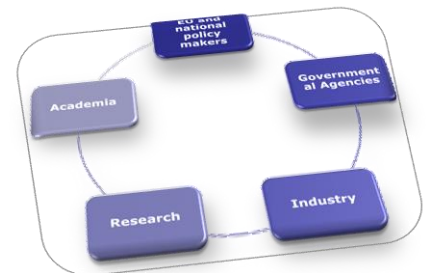 EU and
national
policy
makers
Government
al Agencies
Industry
Research
Academia